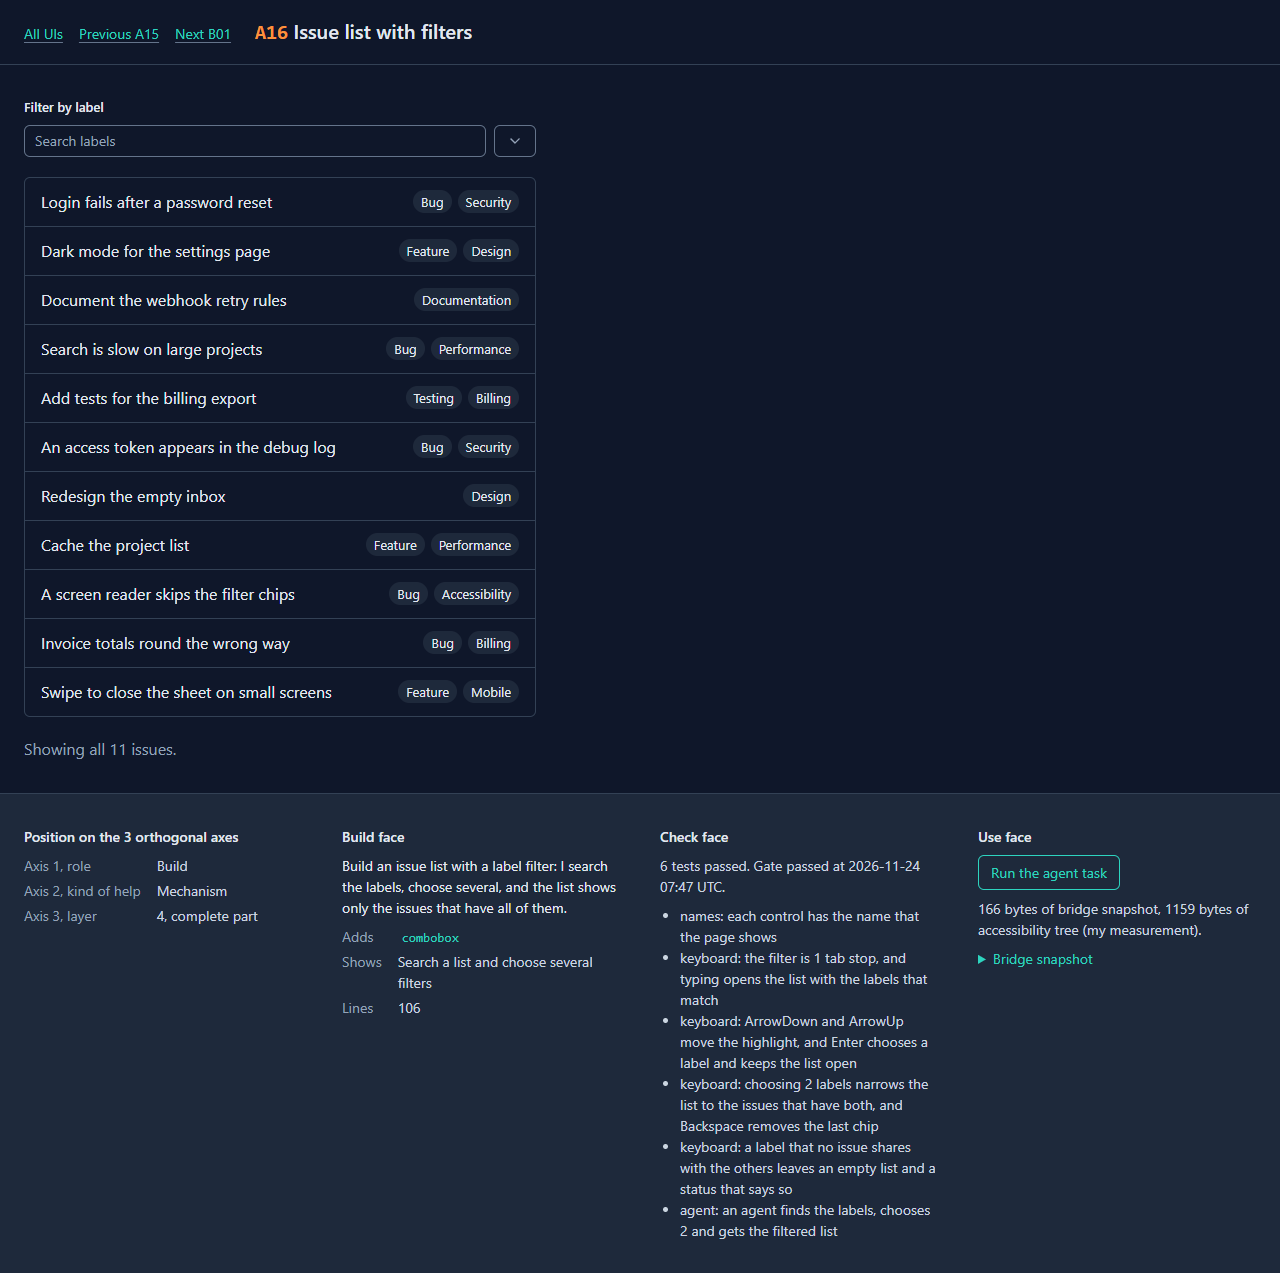 All UIs Previous A15 Next B01 A16 Issue list with filters
Filter by label
Search labels
Login fails after a password reset Bug Security
Dark mode for the settings page Feature Design
Document the webhook retry rules Documentation
Search is slow on large projects Bug Performance
Add tests for the billing export Testing Billing
An access token appears in the debug log Bug Security
Redesign the empty inbox Design
Cache the project list Feature Performance
A screen reader skips the filter chips Bug Accessibility
Invoice totals round the wrong way Bug Billing
Swipe to close the sheet on small screens Feature Mobile
Showing all 11 issues.
Position on the 3 orthogonal axes
Axis 1, role Build
Axis 2, kind of help Mechanism
Axis 3, layer 4, complete part
Build face
Build an issue list with a label filter: I search
the labels, choose several, and the list shows
only the issues that have all of them.
Adds combobox
Shows Search a list and choose several
filters
Lines 106
Check face
6 tests passed. Gate passed at 2026-11-24
07:47 UTC.
• names: each control has the name that
the page shows
• keyboard: the filter is 1 tab stop, and
typing opens the list with the labels that
match
• keyboard: ArrowDown and ArrowUp
move the highlight, and Enter chooses a
label and keeps the list open
• keyboard: choosing 2 labels narrows the
list to the issues that have both, and
Backspace removes the last chip
• keyboard: a label that no issue shares
with the others leaves an empty list and a
status that says so
• agent: an agent finds the labels, chooses
2 and gets the filtered list
Use face
Run the agent task
166 bytes of bridge snapshot, 1159 bytes of
accessibility tree (my measurement).
Bridge snapshot